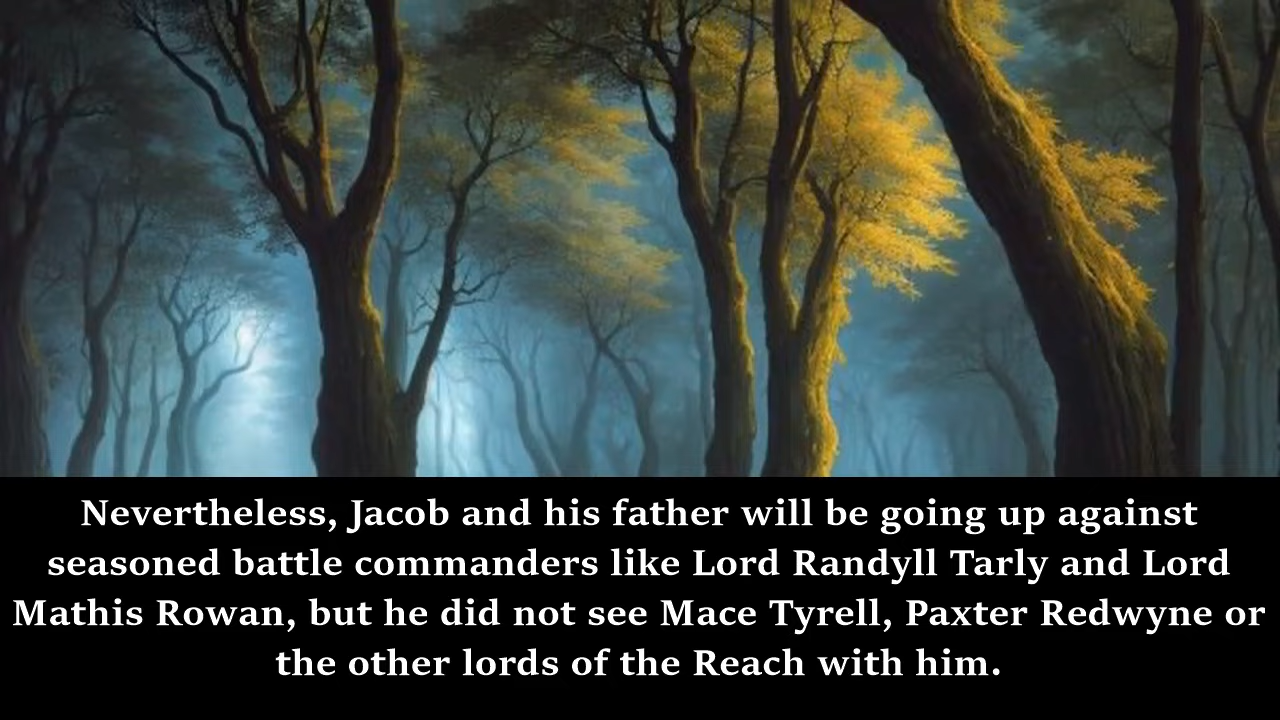 Nevertheless, Jacob and his father will be going up against
seasoned battle commanders like Lord Randyll Tarly and Lord
Mathis Rowan, but he did not see Mace Tyrell, Paxter Redwyne or
the other lords of the Reach with him.